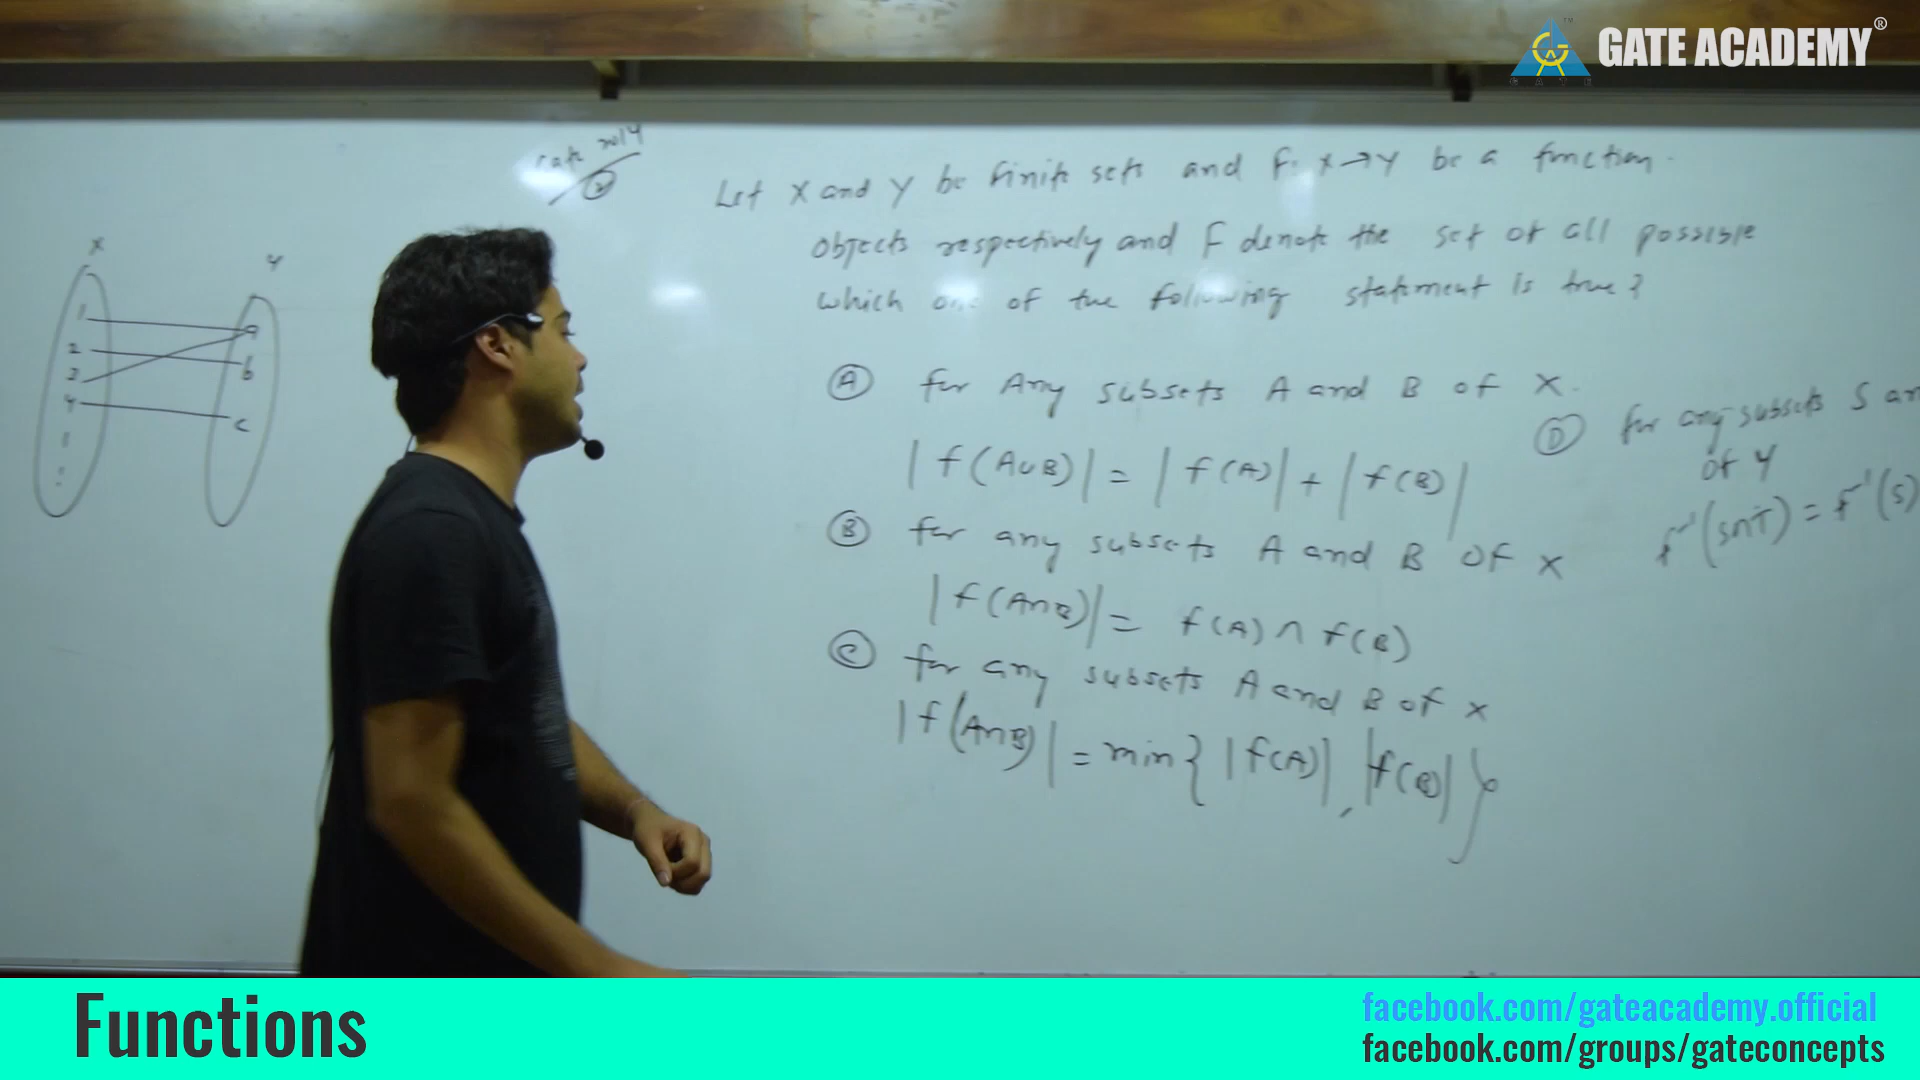 GATE ACADEMY®
Gate 2014
2
Let X and Y be finite sets and F: X→Y be a function.
objects respectively and F denote the set of all possible
which one of the following statement is true?
X
Y
1
2
3
4
a
b
c
(A) for Any subsets A and B of X.
|f(A∪B)| = |f(A)| + |f(B)|
(B) for any subsets A and B of X
|f(A∩B)| = f(A) ∩ f(B)
(C) for any subsets A and B of X
|f(A∩B)| = min{|f(A)|, |f(B)|}
(D) for any subsets S an
of Y
f⁻¹(S∩T) = f⁻¹(S)
Functions
facebook.com/gateacademy.official
facebook.com/groups/gateconcepts